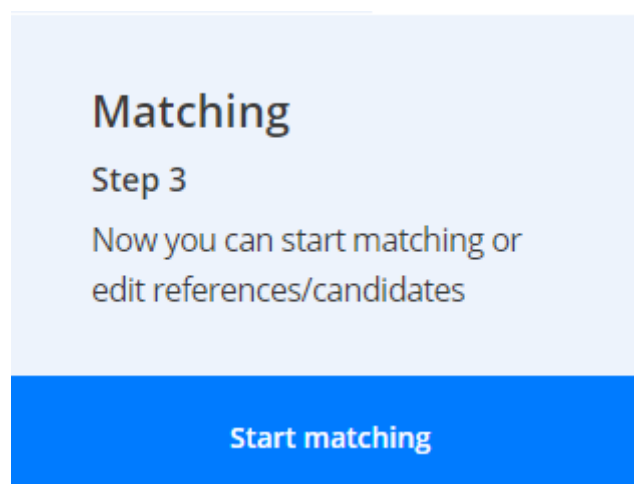 Matching
Step 3
Now you can start matching or
edit references/candidates
Start matching